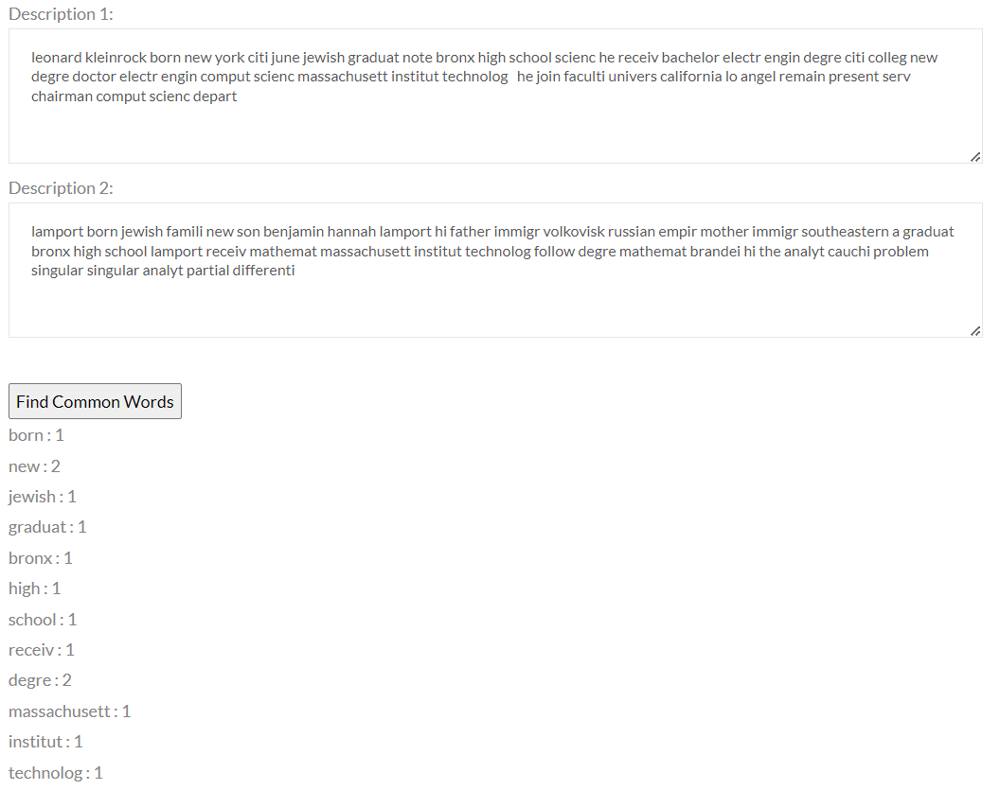 Description 1:
leonard kleinrock born new york citi june jewish graduat note bronx high school scienc he receiv bachelor electr engin degre citi colleg new
degre doctor electr engin comput scienc massachusett institut technolog   he join faculti univers california lo angel remain present serv
chairman comput scienc depart
Description 2:
lamport born jewish famili new son benjamin hannah lamport hi father immigr volkovisk russian empir mother immigr southeastern a graduat
bronx high school lamport receiv mathemat massachusett institut technolog follow degre mathemat brandei hi the analyt cauchi problem
singular singular analyt partial differenti
Find Common Words
born : 1
new : 2
jewish : 1
graduat : 1
bronx : 1
high : 1
school : 1
receiv : 1
degre : 2
massachusett : 1
institut : 1
technolog : 1